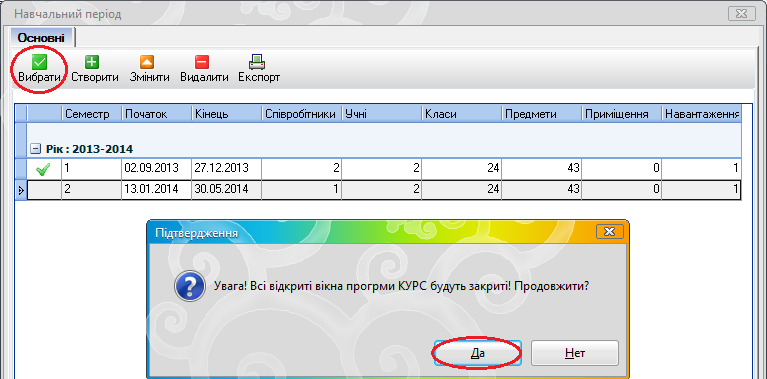 Навчальний період
Основні
Вибрати Створити Змінити Видалити Експорт
Семестр Початок Кінець Співробітники Учні Класи Предмети Приміщення Навантаження
Рік : 2013-2014
1 02.09.2013 27.12.2013 2 2 24 43 0 1
2 13.01.2014 30.05.2014 1 2 24 43 0 1
Підтвердження
Увага! Всі відкриті вікна прогрми КУРС будуть закриті! Продовжити?
Да Нет